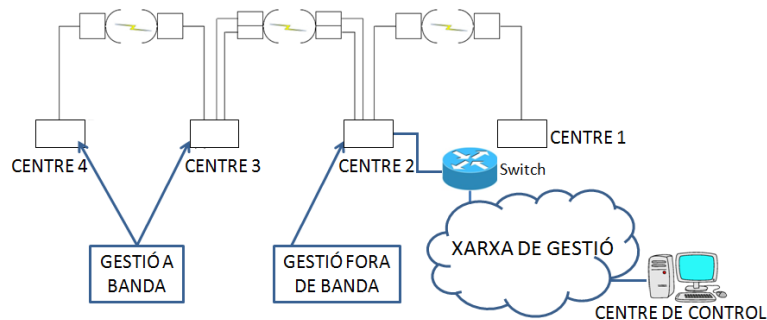 CENTRE 4
CENTRE 3
CENTRE 2
CENTRE 1
Switch
GESTIÓ A
BANDA
GESTIÓ FORA
DE BANDA
XARXA DE GESTIÓ
CENTRE DE CONTROL